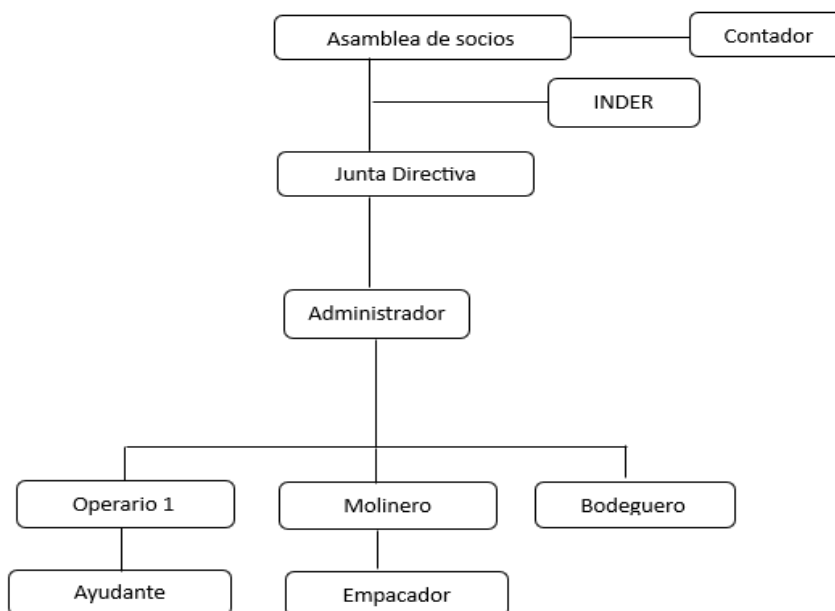 Asamblea de socios
Contador
INDER
Junta Directiva
Administrador
Operario 1
Molinero
Bodeguero
Ayudante
Empacador